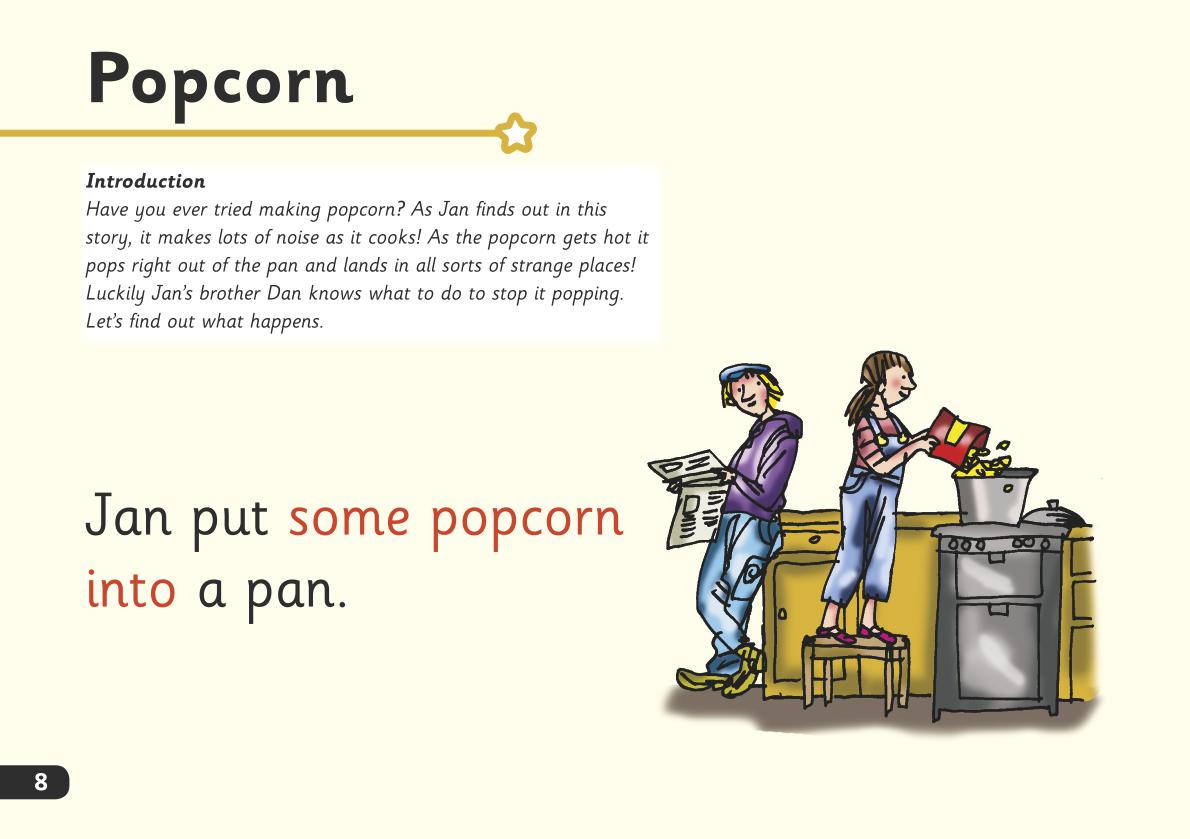 Popcorn
Introduction
Have you ever tried making popcorn? As Jan finds out in this
story, it makes lots of noise as it cooks! As the popcorn gets hot it
pops right out of the pan and lands in all sorts of strange places!
Luckily Jan's brother Dan knows what to do to stop it popping.
Let's find out what happens.
Jan put some popcorn
into a pan.
8